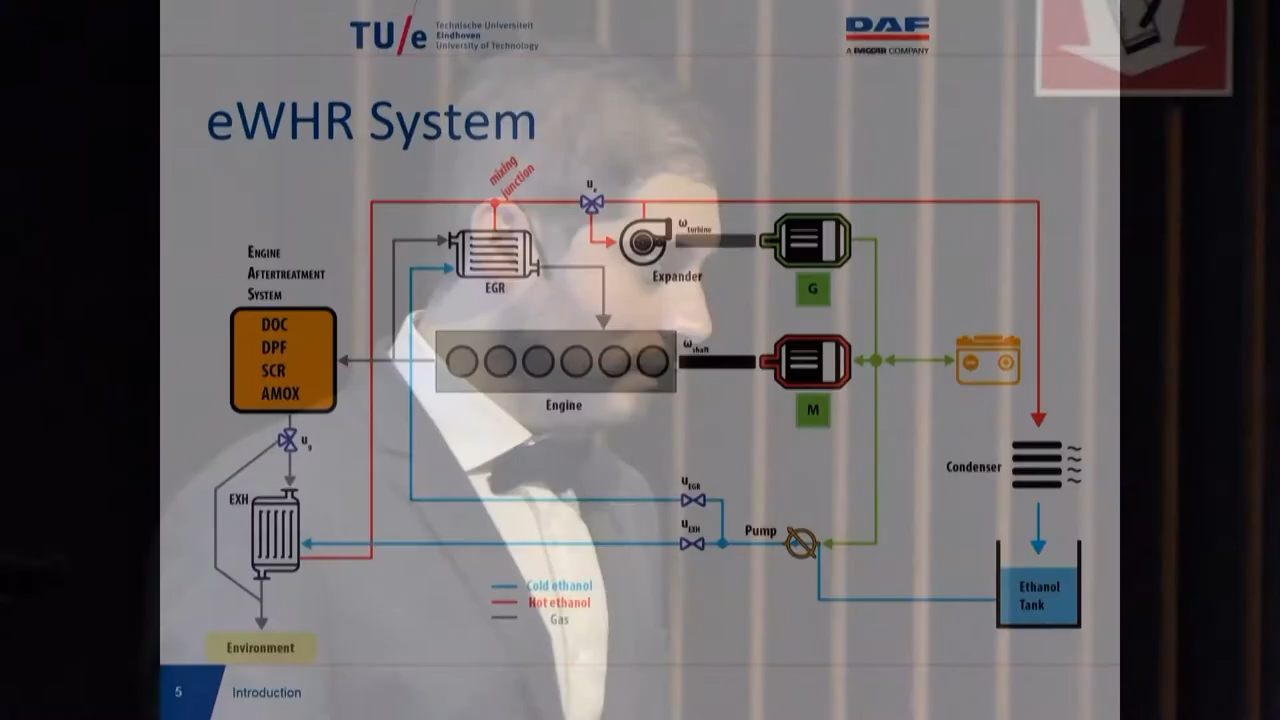 TU/e
Technische Universiteit
Eindhoven
University of Technology
DAF
A PACCAR COMPANY
eWHR System
mixing
junction
u
ω turbine
Expander
EGR
G
ENGINE
AFTERTREATMENT
SYSTEM
DOC
DPF
SCR
AMOX
ω shaft
Engine
M
u
Condenser
EXH
u EGR
u EXH
Pump
Cold ethanol
Hot ethanol
Gas
Ethanol
Tank
Environment
5
Introduction